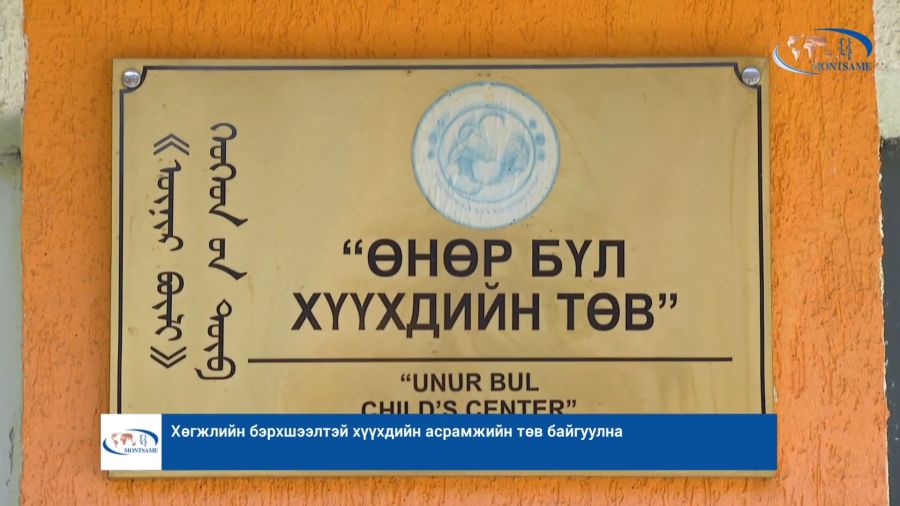 MONTSAME
“ӨНӨР БҮЛ
ХҮҮХДИЙН ТӨВ”
“UNUR BUL
CHILD'S CENTER”
MONTSAME
Хөгжлийн бэрхшээлтэй хүүхдийн асрамжийн төв байгуулна